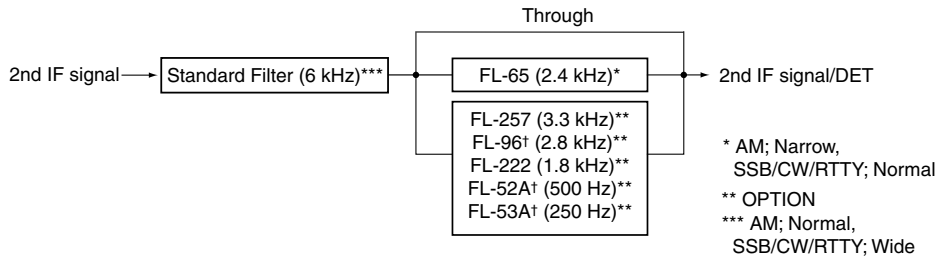 Through
2nd IF signal
Standard Filter (6 kHz)***
FL-65 (2.4 kHz)*
2nd IF signal/DET
FL-257 (3.3 kHz)**
FL-96† (2.8 kHz)**
FL-222 (1.8 kHz)**
FL-52A† (500 Hz)**
FL-53A† (250 Hz)**
* AM; Narrow,
SSB/CW/RTTY; Normal
** OPTION
*** AM; Normal,
SSB/CW/RTTY; Wide